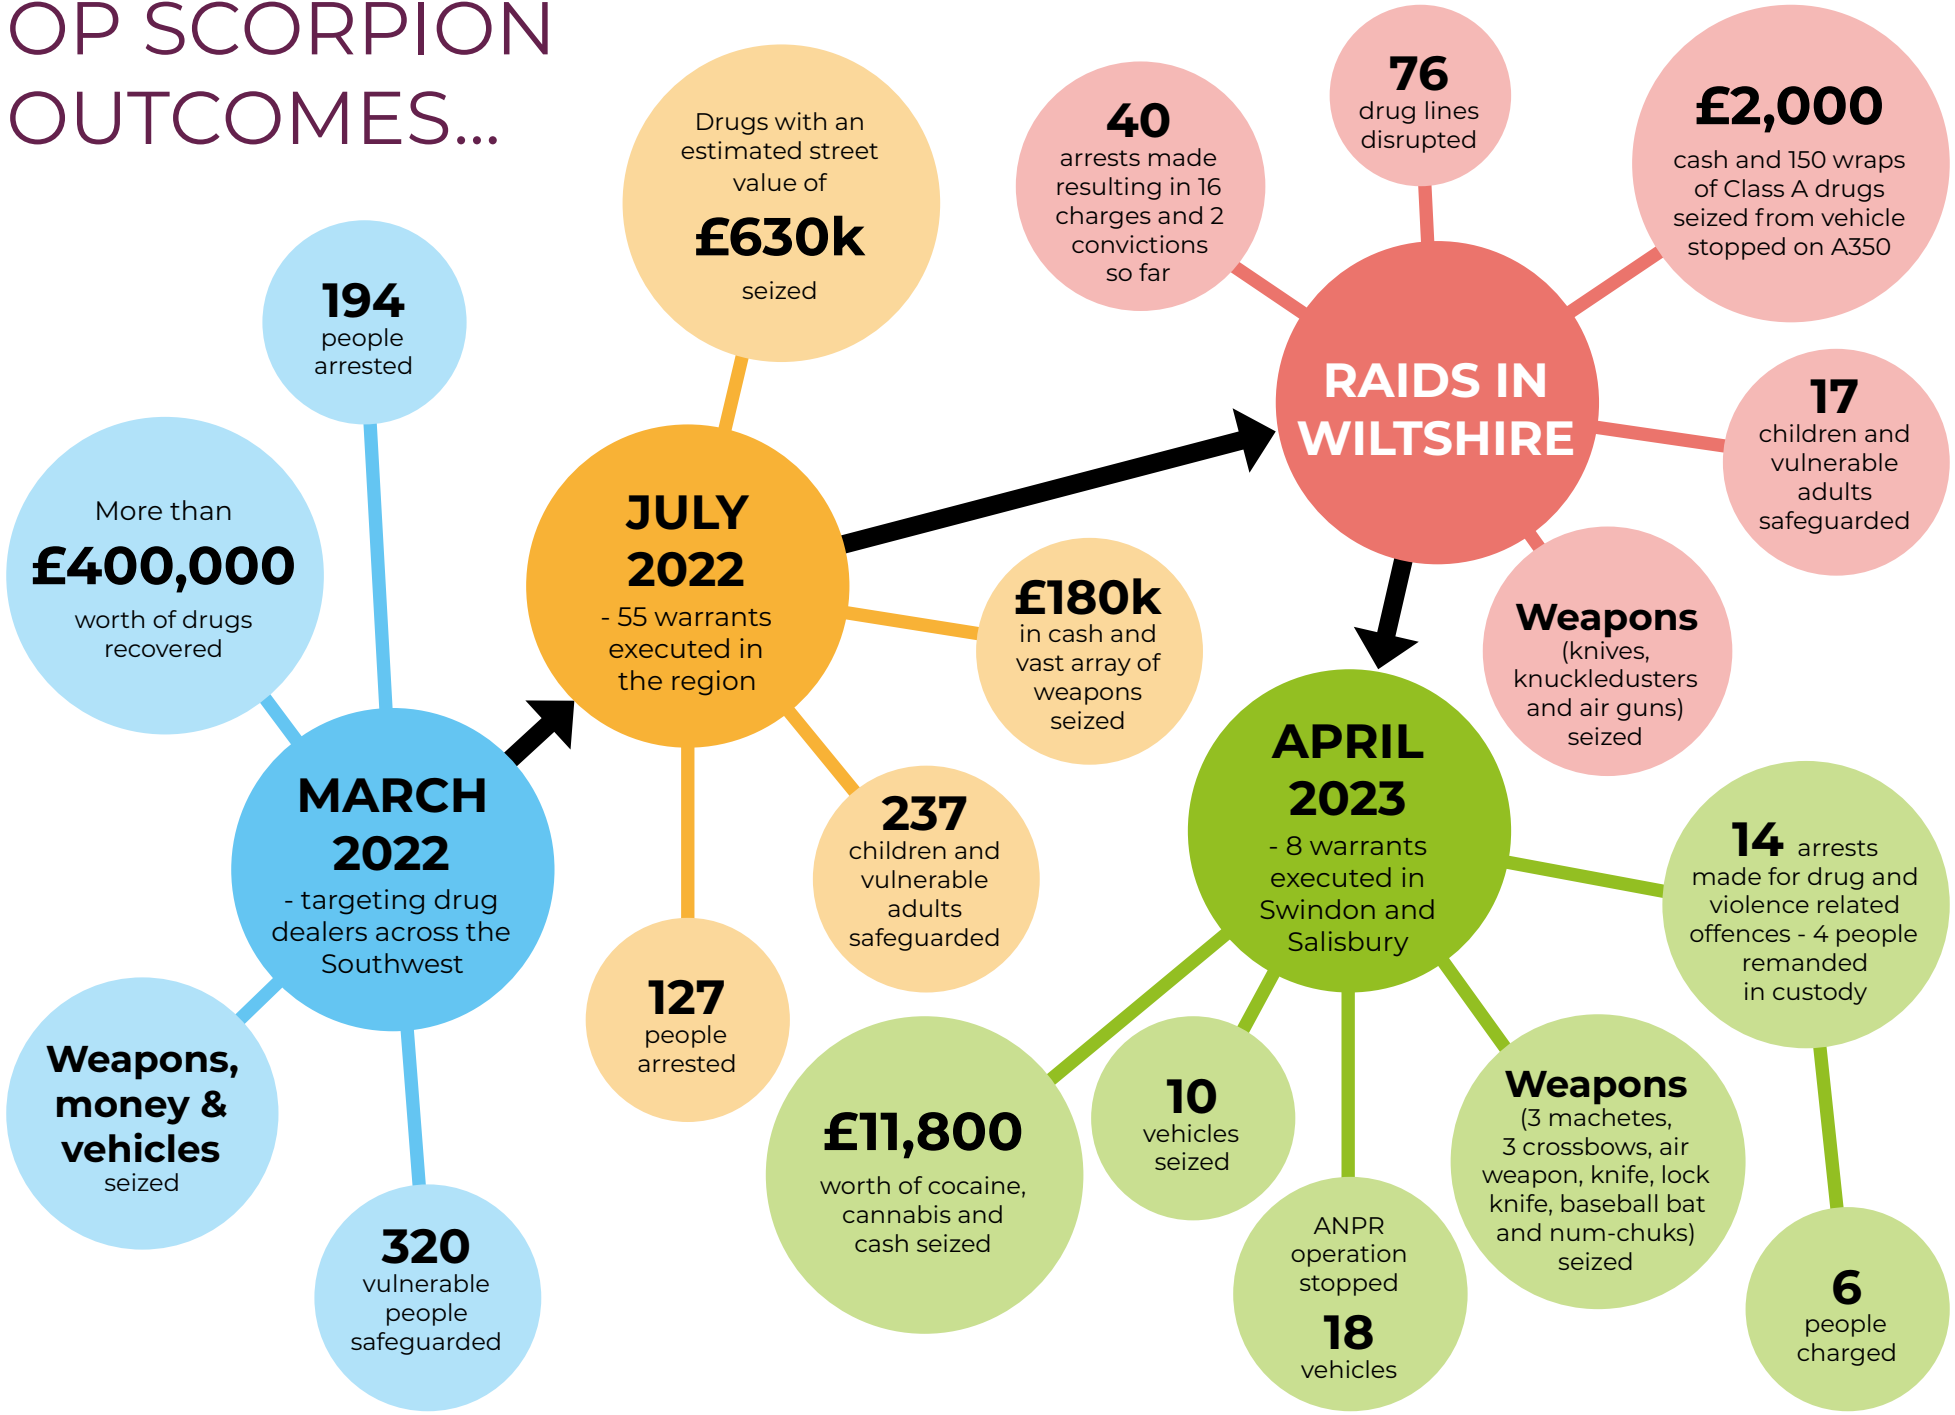 OP SCORPION
OUTCOMES...
194
people
arrested
More than
£400,000
worth of drugs
recovered
MARCH
2022
- targeting drug
dealers across the
Southwest
Weapons,
money &
vehicles
seized
320
vulnerable
people
safeguarded
Drugs with an
estimated street
value of
£630k
seized
JULY
2022
- 55 warrants
executed in
the region
£180k
in cash and
vast array of
weapons
seized
237
children and
vulnerable
adults
safeguarded
127
people
arrested
40
arrests made
resulting in 16
charges and 2
convictions
so far
76
drug lines
disrupted
£2,000
cash and 150 wraps
of Class A drugs
seized from vehicle
stopped on A350
RAIDS IN
WILTSHIRE
17
children and
vulnerable
adults
safeguarded
Weapons
(knives,
knuckledusters
and air guns)
seized
APRIL
2023
- 8 warrants
executed in
Swindon and
Salisbury
14 arrests
made for drug and
violence related
offences - 4 people
remanded
in custody
£11,800
worth of cocaine,
cannabis and
cash seized
10
vehicles
seized
ANPR
operation
stopped
18
vehicles
Weapons
(3 machetes,
3 crossbows, air
weapon, knife, lock
knife, baseball bat
and num-chuks)
seized
6
people
charged